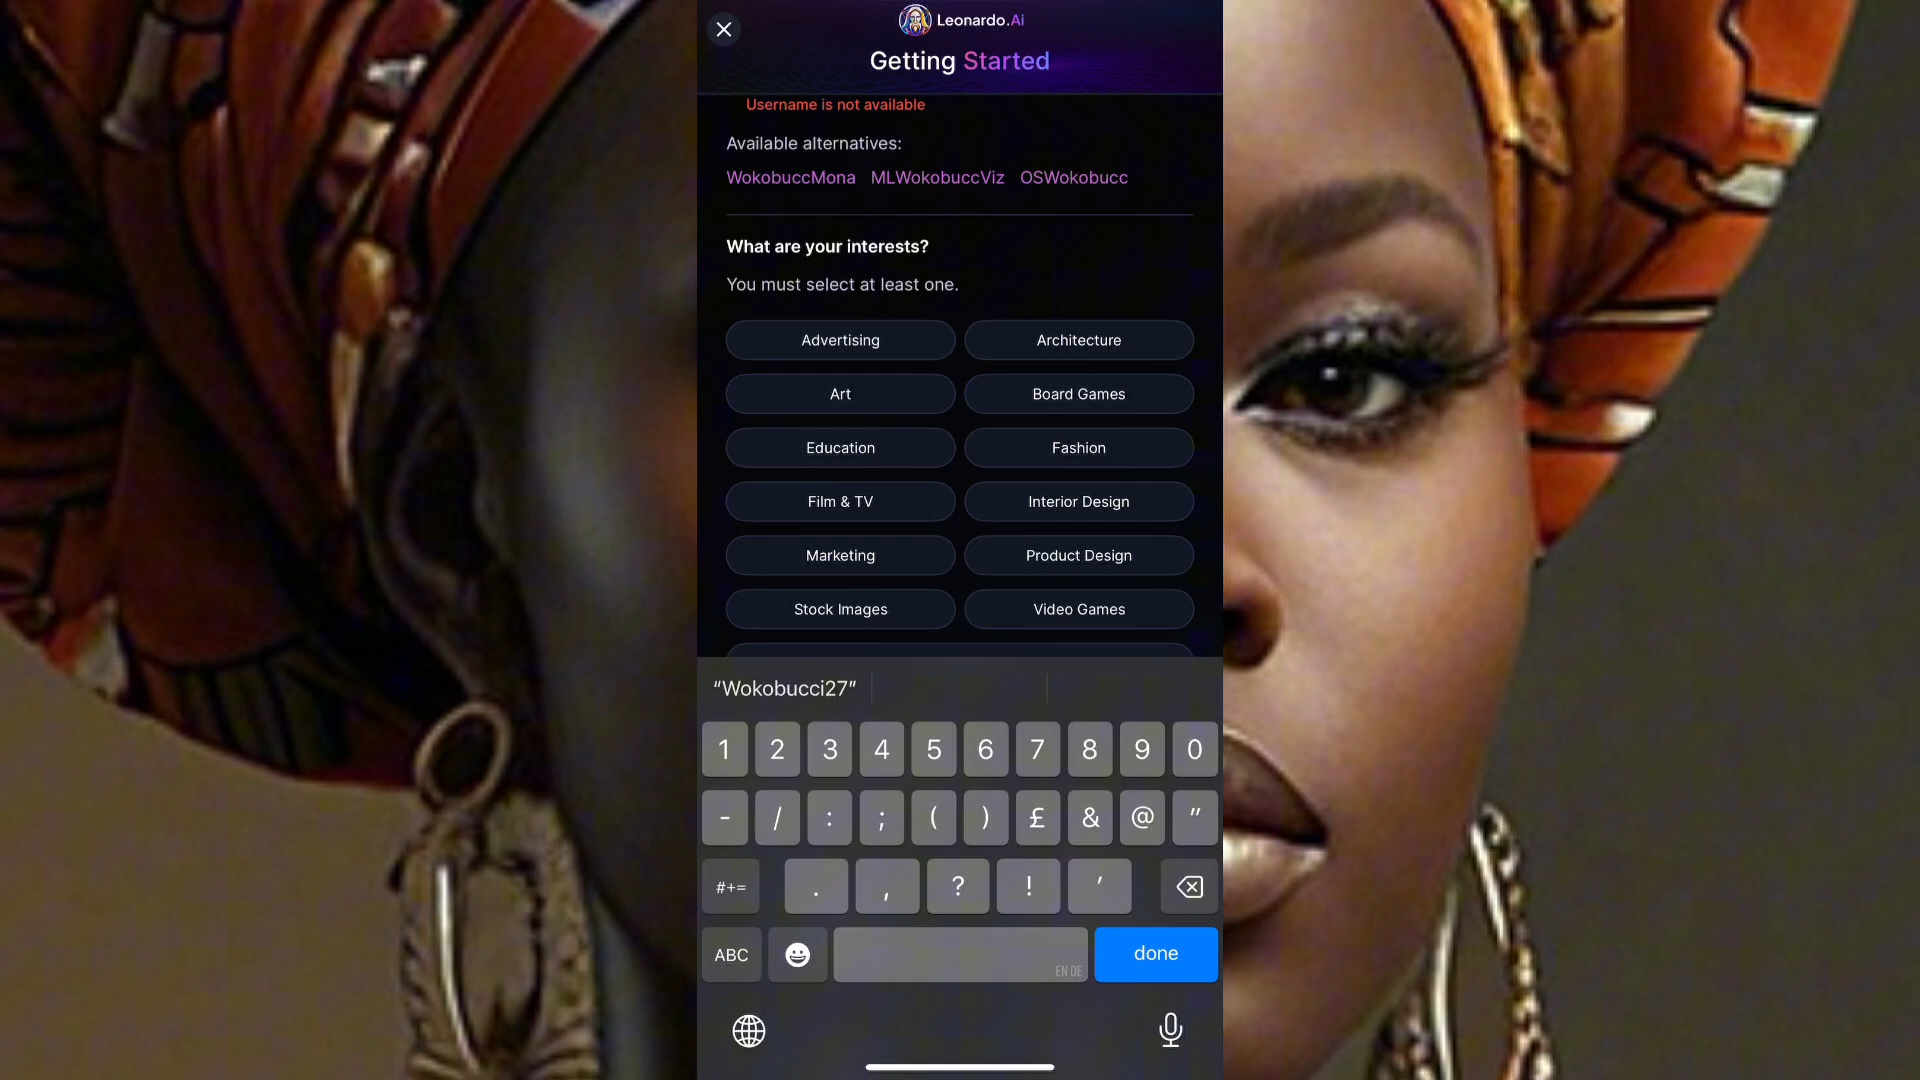 Leonardo.Ai
Getting Started
Username is not available
Available alternatives:
WokobuccMona MLWokobuccViz OSWokobucc
What are your interests?
You must select at least one.
Advertising Architecture
Art Board Games
Education Fashion
Film & TV Interior Design
Marketing Product Design
Stock Images Video Games
“Wokobucci27”
1 2 3 4 5 6 7 8 9 0
- / : ; ( ) £ & @ "
#+= . , ? ! '
ABC EN DE done